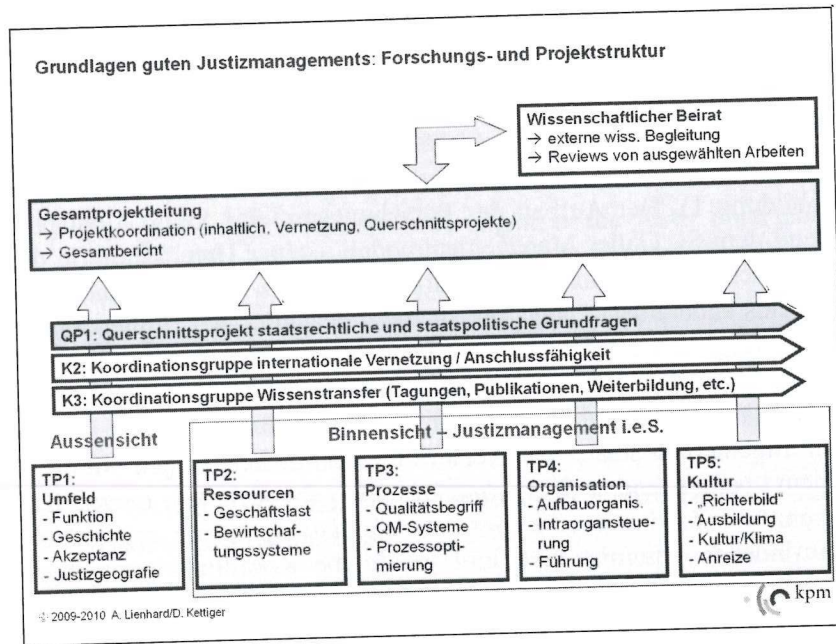 Grundlagen guten Justizmanagements: Forschungs- und Projektstruktur
Wissenschaftlicher Beirat
→ externe wiss. Begleitung
→ Reviews von ausgewählten Arbeiten
Gesamtprojektleitung
→ Projektkoordination (inhaltlich, Vernetzung, Querschnittsprojekte)
→ Gesamtbericht
QP1: Querschnittsprojekt staatsrechtliche und staatspolitische Grundfragen
K2: Koordinationsgruppe internationale Vernetzung / Anschlussfähigkeit
K3: Koordinationsgruppe Wissenstransfer (Tagungen, Publikationen, Weiterbildung, etc.)
Aussensicht
Binnensicht – Justizmanagement i.e.S.
TP1:
Umfeld
- Funktion
- Geschichte
- Akzeptanz
- Justizgeografie
TP2:
Ressourcen
- Geschäftslast
- Bewirtschaf-
tungssysteme
TP3:
Prozesse
- Qualitätsbegriff
- QM-Systeme
- Prozessopti-
mierung
TP4:
Organisation
- Aufbauorganis.
- Intraorgansteue-
rung
- Führung
TP5:
Kultur
- „Richterbild"
- Ausbildung
- Kultur/Klima
- Anreize
2009-2010 A. Lienhard/D. Kettiger
kpm